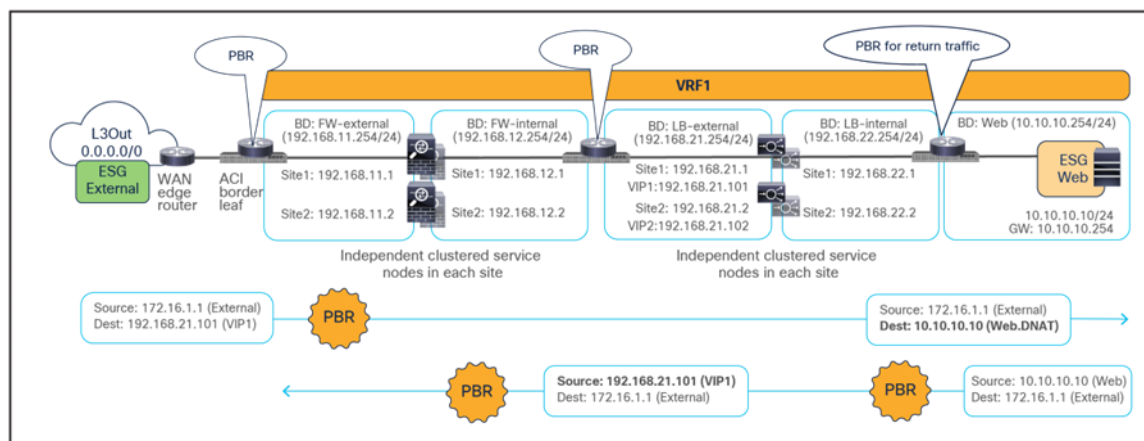 PBR
PBR
PBR for return traffic
VRF1
L3Out
0.0.0.0/0
ESG
External
WAN
edge
router
ACI
border
leaf
BD: FW-external
(192.168.11.254/24)
Site1: 192.168.11.1
Site2: 192.168.11.2
BD: FW-internal
(192.168.12.254/24)
Site1: 192.168.12.1
Site2: 192.168.12.2
BD: LB-external
(192.168.21.254/24)
Site1: 192.168.21.1
VIP1:192.168.21.101
Site2: 192.168.21.2
VIP2:192.168.21.102
BD: LB-internal
(192.168.22.254/24)
Site1: 192.168.22.1
Site2: 192.168.22.2
BD: Web (10.10.10.254/24)
ESG
Web
10.10.10.10/24
GW: 10.10.10.254
Independent clustered service
nodes in each site
Independent clustered service
nodes in each site
Source: 172.16.1.1 (External)
Dest: 192.168.21.101 (VIP1)
PBR
Source: 172.16.1.1 (External)
Dest: 10.10.10.10 (Web.DNAT)
PBR
Source: 192.168.21.101 (VIP1)
Dest: 172.16.1.1 (External)
PBR
Source: 10.10.10.10 (Web)
Dest: 172.16.1.1 (External)